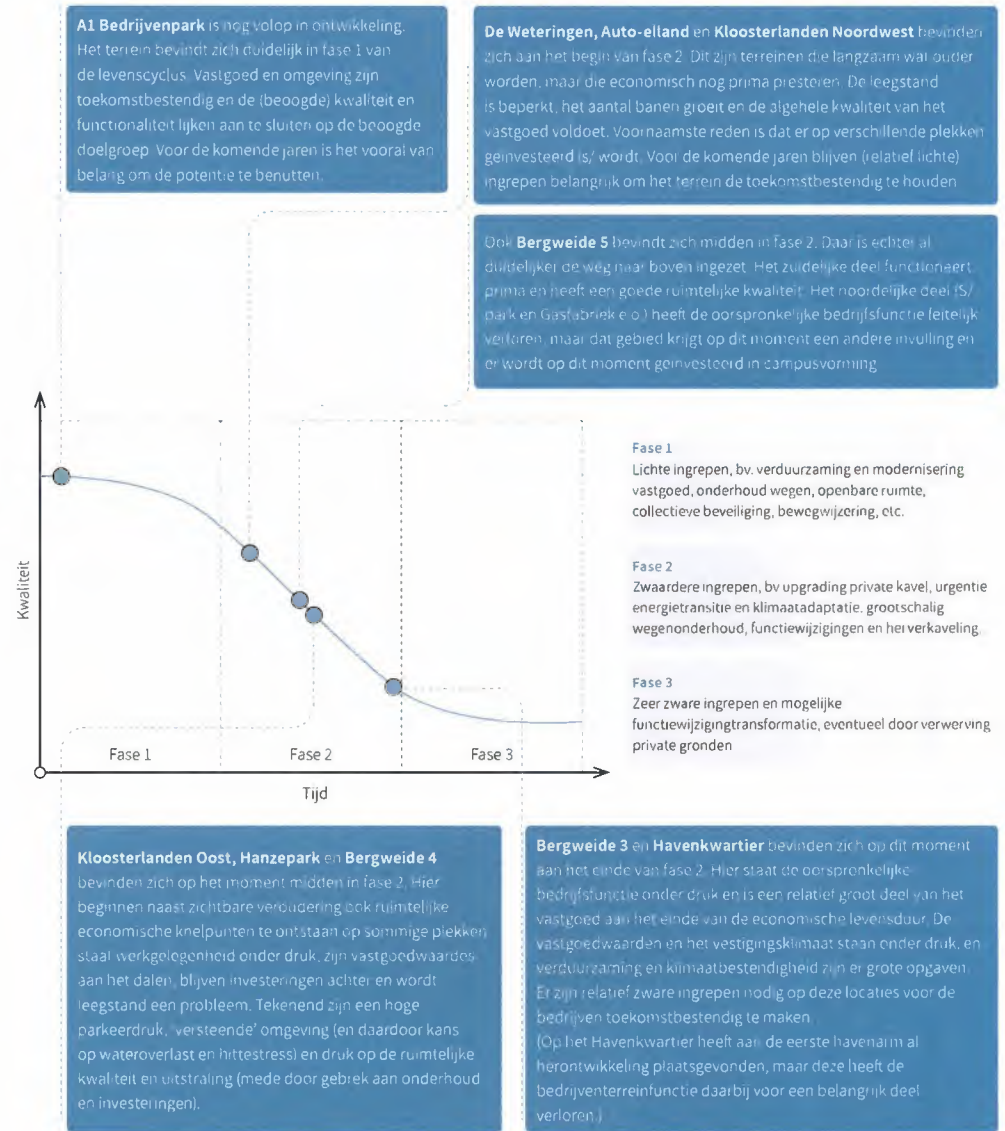 A1 Bedrijvenpark is nog volop in ontwikkeling.
Het terrein bevindt zich duidelijk in fase 1 van
de levenscyclus. Vastgoed en omgeving zijn
toekomstbestendig en de (beoogde) kwaliteit en
functionaliteit lijken aan te sluiten op de beoogde
doelgroep. Voor de komende jaren is het vooral van
belang om de potentie te benutten.
De Weteringen, Auto-eiland en Kloosterlanden Noordwest bevinden
zich aan het begin van fase 2. Dit zijn terreinen die langzaam wat ouder
worden, maar die economisch nog prima presteren. De leegstand
is beperkt, het aantal banen groeit en de algehele kwaliteit van het
vastgoed voldoet. Voornaamste reden is dat er op verschillende plekken
geïnvesteerd is/ wordt. Voor de komende jaren blijven (relatief lichte)
ingrepen belangrijk om het terrein de toekomstbestendig te houden
Ook Bergweide 5 bevindt zich midden in fase 2. Daar is echter al
duidelijker de weg naar boven ingezet. Het zuidelijke deel functioneert
prima en heeft een goede ruimtelijke kwaliteit. Het noordelijke deel (S/
park en Gasfabriek e.o.) heeft de oorspronkelijke bedrijfsfunctie feitelijk
verloren, maar dat gebied krijgt op dit moment een andere invulling en
er wordt op dit moment geïnvesteerd in campusvorming
Kwaliteit
Fase 1
Fase 2
Fase 3
Tijd
Fase 1
Lichte ingrepen, bv. verduurzaming en modernisering
vastgoed, onderhoud wegen, openbare ruimte,
collectieve beveiliging, bewegwijzering, etc.
Fase 2
Zwaardere ingrepen, bv upgrading private kavel, urgentie
energietransitie en klimaatadaptatie, grootschalig
wegenonderhoud, functiewijzigingen en herverkaveling
Fase 3
Zeer zware ingrepen en mogelijke
functiewijzigingtransformatie, eventueel door verwerving
private gronden
Kloosterlanden Oost, Hanzepark en Bergweide 4
bevinden zich op het moment midden in fase 2. Hier
beginnen naast zichtbare veroudering ook ruimtelijke
economische knelpunten te ontstaan op sommige plekken
staat werkgelegenheid onder druk, zijn vastgoedwaardes
aan het dalen, blijven investeringen achter en wordt
leegstand een probleem. Tekenend zijn een hoge
parkeerdruk, 'versteende' omgeving (en daardoor kans
op wateroverlast en hittestress) en druk op de ruimtelijke
kwaliteit en uitstraling (mede door gebrek aan onderhoud
en investeringen).
Bergweide 3 en Havenkwartier bevinden zich op dit moment
aan het einde van fase 2. Hier staat de oorspronkelijke
bedrijfsfunctie onder druk en is een relatief groot deel van het
vastgoed aan het einde van de economische levensduur. De
vastgoedwaarden en het vestigingsklimaat staan onder druk, en
verduurzaming en klimaatbestendigheid zijn er grote opgaven.
Er zijn relatief zware ingrepen nodig op deze locaties voor de
bedrijven toekomstbestendig te maken.
(Op het Havenkwartier heeft aan de eerste havenarm al
herontwikkeling plaatsgevonden, maar deze heeft de
bedrijventerreinfunctie daarbij voor een belangrijk deel
verloren.)